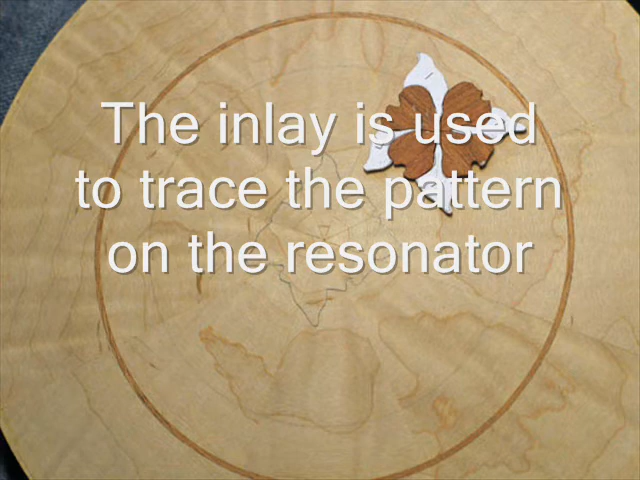 The inlay is used
to trace the pattern
on the resonator